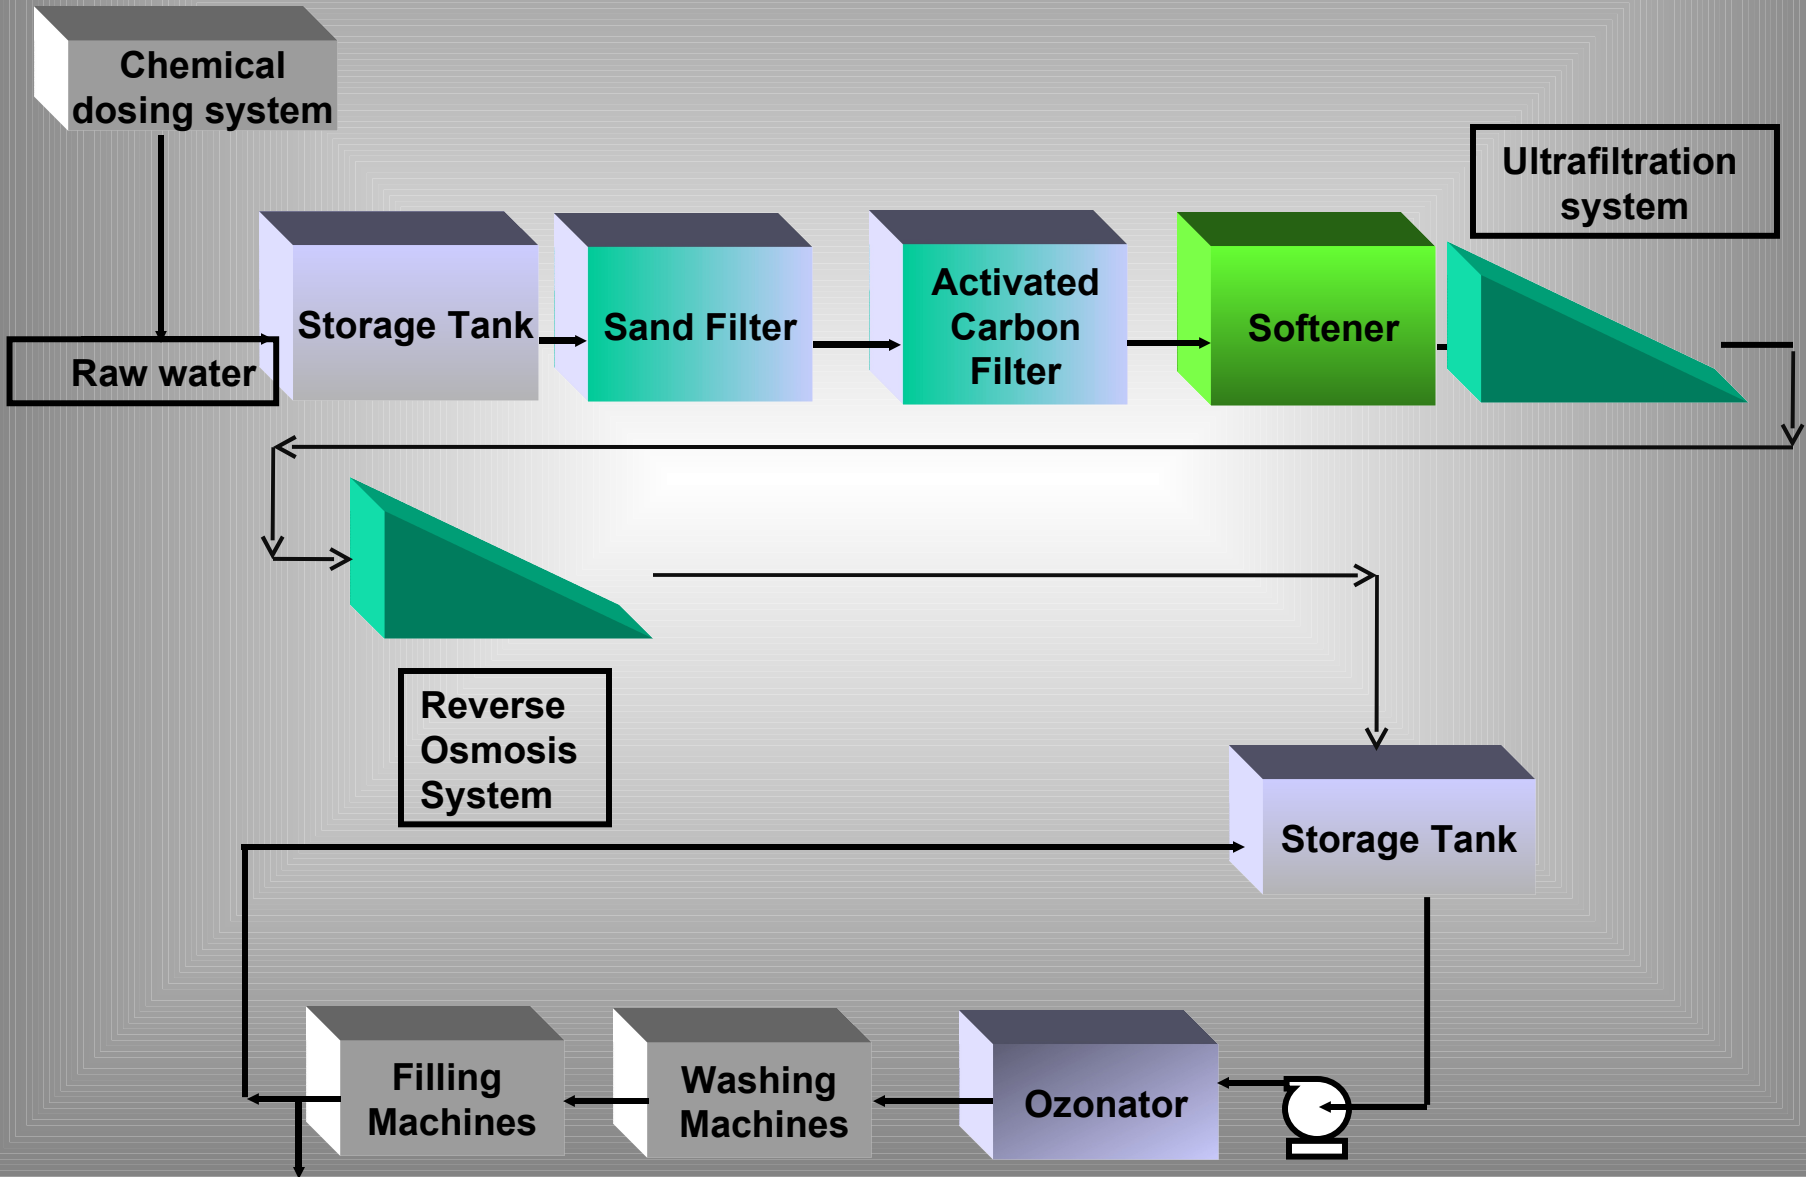 Chemical
dosing system
Ultrafiltration
system
Raw water
Storage Tank
Sand Filter
Activated
Carbon
Filter
Softener
Reverse
Osmosis
System
Storage Tank
Filling
Machines
Washing
Machines
Ozonator